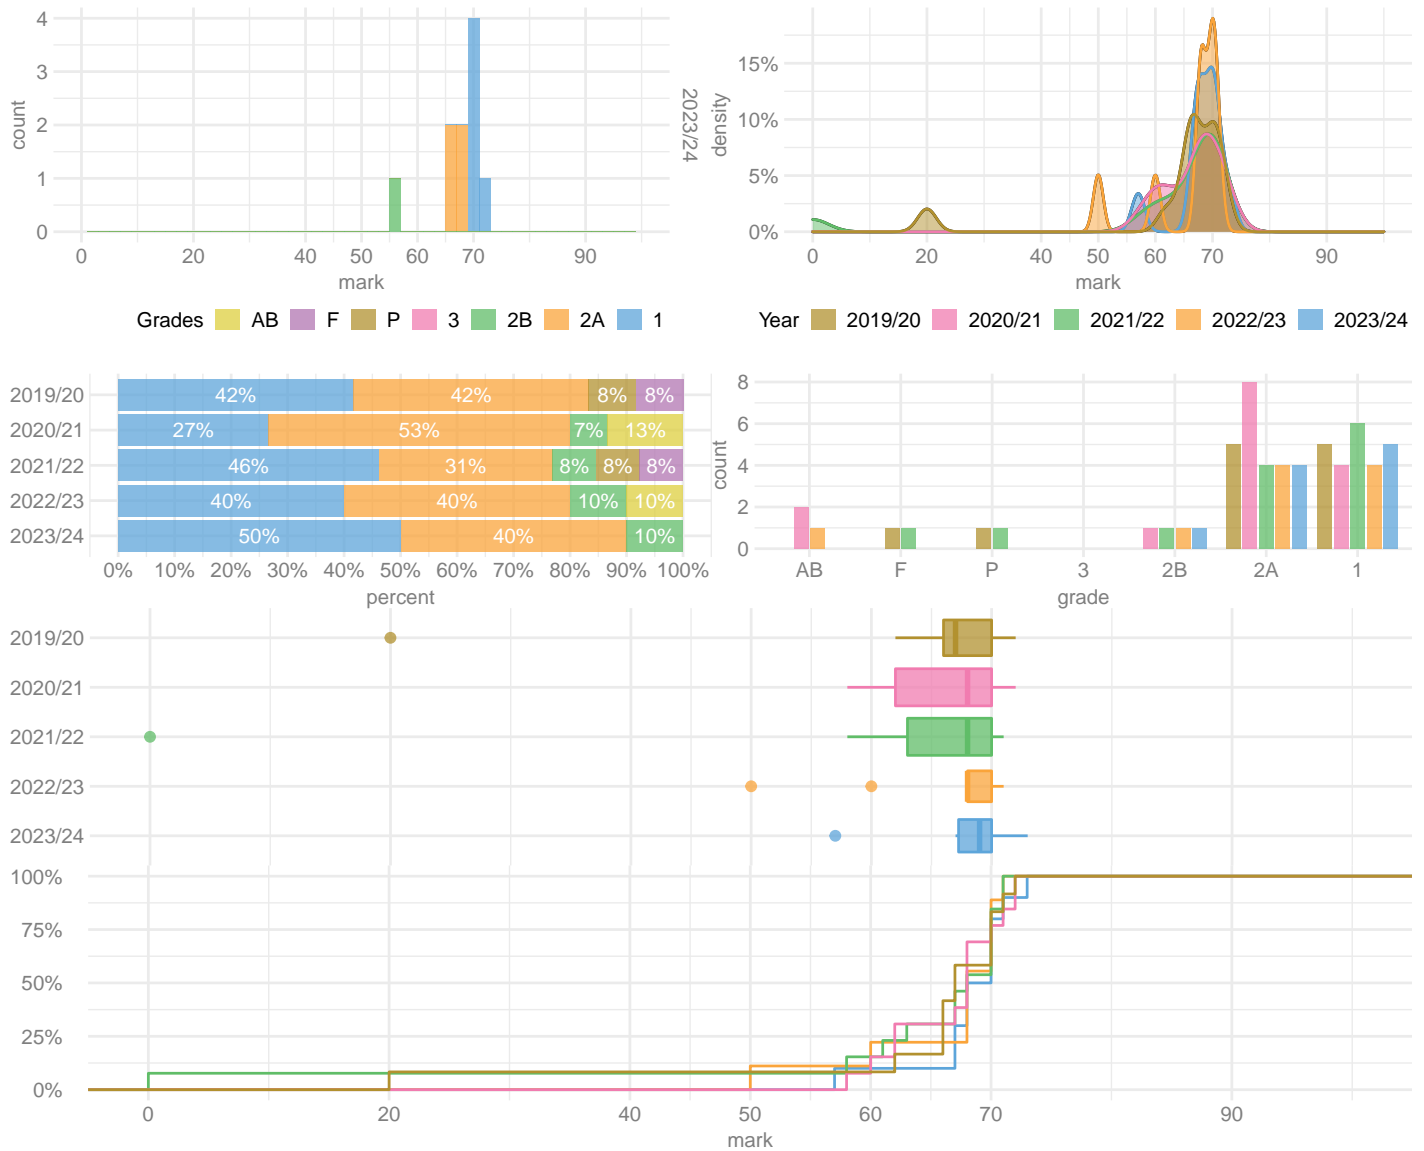 4
3
2
1
0
count
0 20 40 50 60 70 90
mark
2023/24
15%
10%
5%
0%
density
0 20 40 50 60 70 90
mark
Grades AB F P 3 2B 2A 1
Year 2019/20 2020/21 2021/22 2022/23 2023/24
2019/20 42% 42% 8% 8%
2020/21 27% 53% 7% 13%
2021/22 46% 31% 8% 8% 8%
2022/23 40% 40% 10% 10%
2023/24 50% 40% 10%
0% 10% 20% 30% 40% 50% 60% 70% 80% 90% 100%
percent
8
6
4
2
0
count
AB F P 3 2B 2A 1
grade
2019/20
2020/21
2021/22
2022/23
2023/24
100%
75%
50%
25%
0%
0 20 40 50 60 70 90
mark